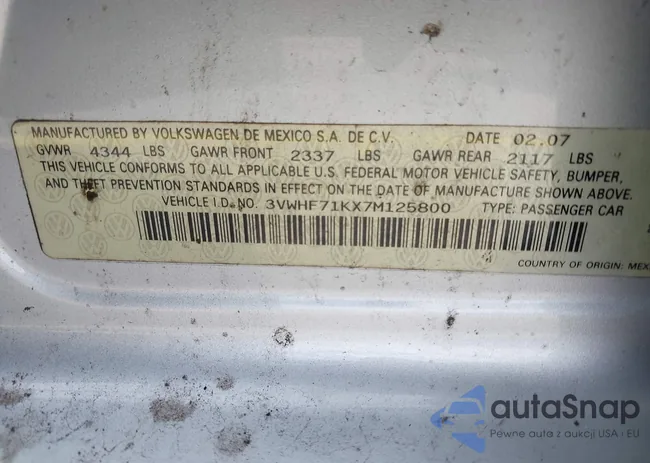 MANUFACTURED BY VOLKSWAGEN DE MEXICO S.A. DE C.V. DATE 02.07
GVWR 4344 LBS GAWR FRONT 2337 LBS GAWR REAR 2117 LBS
THIS VEHICLE CONFORMS TO ALL APPLICABLE U.S. FEDERAL MOTOR VEHICLE SAFETY, BUMPER,
AND THEFT PREVENTION STANDARDS IN EFFECT ON THE DATE OF MANUFACTURE SHOWN ABOVE.
VEHICLE I.D. NO. 3VWHF71KX7M125800 TYPE: PASSENGER CAR
COUNTRY OF ORIGIN: MEX
autaSnap
Pewne auta z aukcji USA i EU